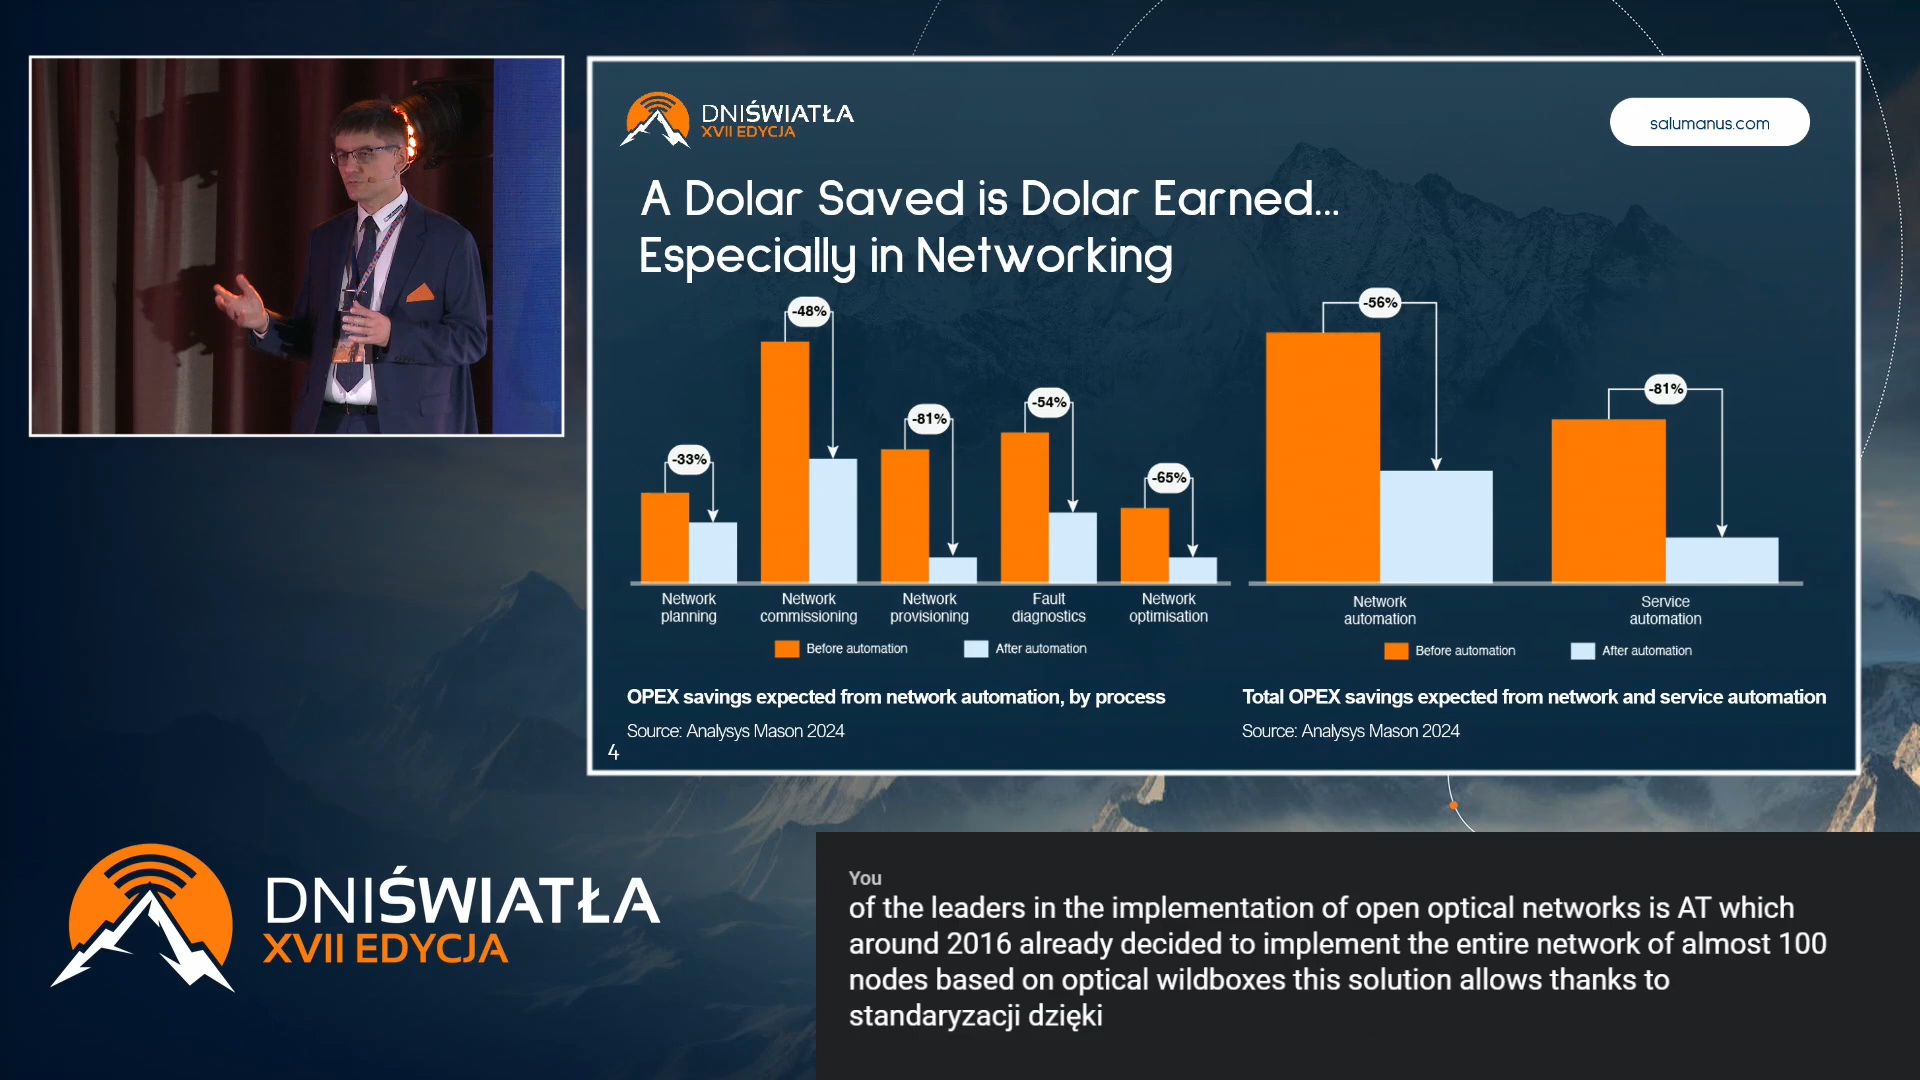 DNIŚWIATŁA
XVII EDYCJA
salumanus.com
A Dolar Saved is Dolar Earned...
Especially in Networking
-33%
-48%
-81%
-54%
-65%
Network
planning
Network
commissioning
Network
provisioning
Fault
diagnostics
Network
optimisation
Before automation
After automation
OPEX savings expected from network automation, by process
Source: Analysys Mason 2024
4
-56%
-81%
Network
automation
Service
automation
Before automation
After automation
Total OPEX savings expected from network and service automation
Source: Analysys Mason 2024
DNIŚWIATŁA
XVII EDYCJA
You
of the leaders in the implementation of open optical networks is AT which
around 2016 already decided to implement the entire network of almost 100
nodes based on optical wildboxes this solution allows thanks to
standaryzacji dzięki